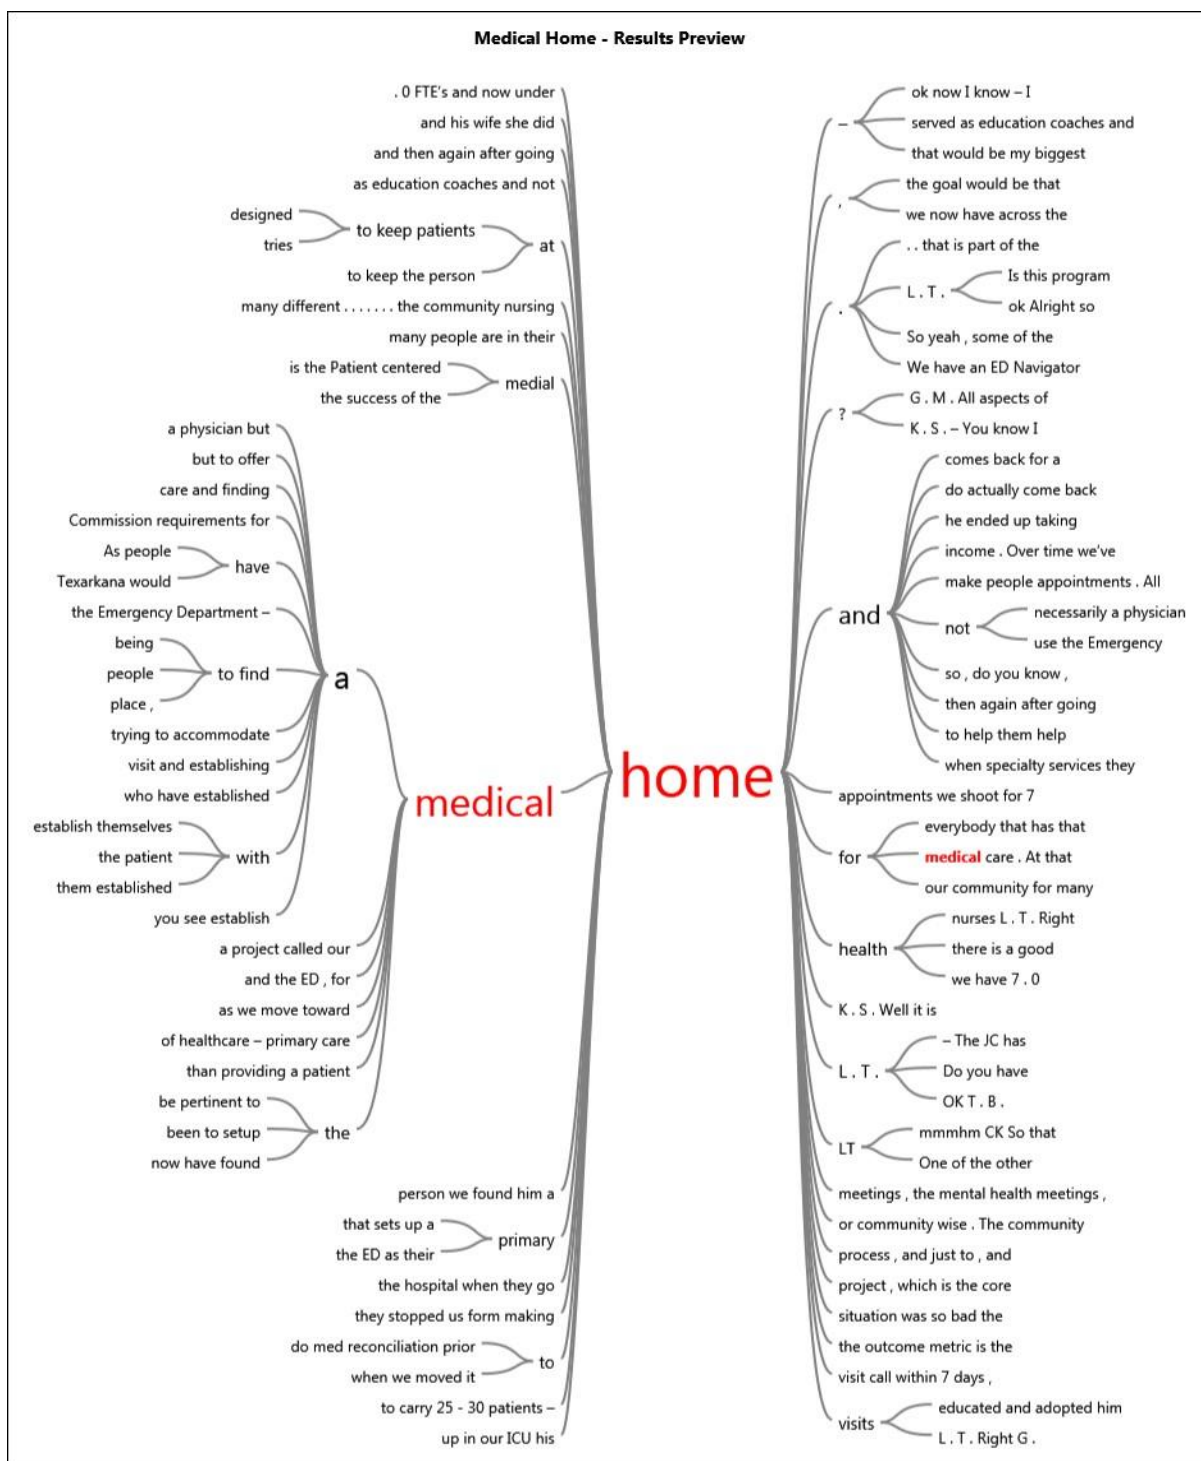 Medical Home - Results Preview
. 0 FTE's and now under
and his wife she did
and then again after going
as education coaches and not
designed
tries
to keep patients
to keep the person
at
many different . . . . . . . the community nursing
many people are in their
is the Patient centered
the success of the
medial
a physician but
but to offer
care and finding
Commission requirements for
As people
Texarkana would
have
the Emergency Department –
being
people
place ,
to find
trying to accommodate
visit and establishing
who have established
establish themselves
the patient
them established
with
you see establish
a
a project called our
and the ED , for
as we move toward
of healthcare – primary care
than providing a patient
be pertinent to
been to setup
now have found
the
medical
person we found him a
that sets up a
the ED as their
primary
the hospital when they go
they stopped us form making
do med reconciliation prior
when we moved it
to
to carry 25 - 30 patients –
up in our ICU his
home
–
ok now I know – I
served as education coaches and
that would be my biggest
,
the goal would be that
we now have across the
.
. . that is part of the
L . T .
Is this program
ok Alright so
So yeah , some of the
We have an ED Navigator
?
G . M . All aspects of
K . S . – You know I
and
comes back for a
do actually come back
he ended up taking
income . Over time we've
make people appointments . All
not
necessarily a physician
use the Emergency
so , do you know ,
then again after going
to help them help
when specialty services they
appointments we shoot for 7
for
everybody that has that
medical care . At that
our community for many
health
nurses L . T . Right
there is a good
we have 7 . 0
K . S . Well it is
L . T .
– The JC has
Do you have
OK T . B .
LT
mmmhm CK So that
One of the other
meetings , the mental health meetings ,
or community wise . The community
process , and just to , and
project , which is the core
situation was so bad the
the outcome metric is the
visit call within 7 days ,
visits
educated and adopted him
L . T . Right G .